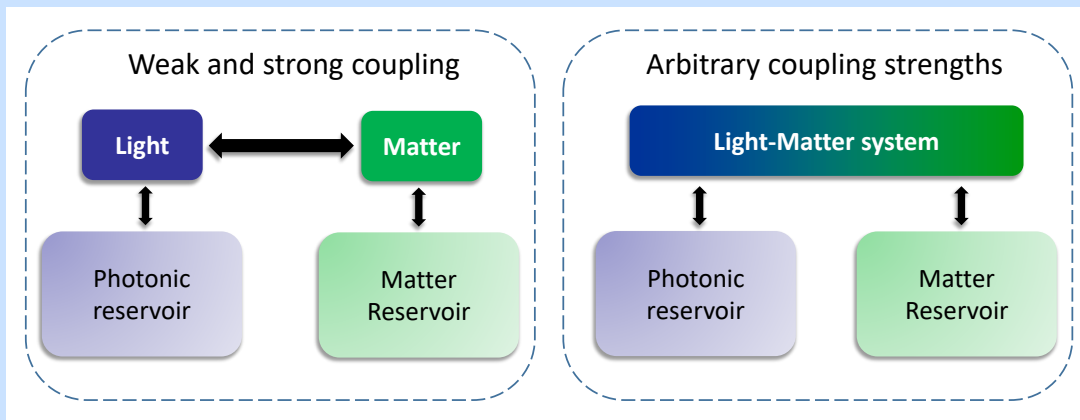 Weak and strong coupling
Light
Matter
Photonic
reservoir
Matter
Reservoir
Arbitrary coupling strengths
Light-Matter system
Photonic
reservoir
Matter
Reservoir